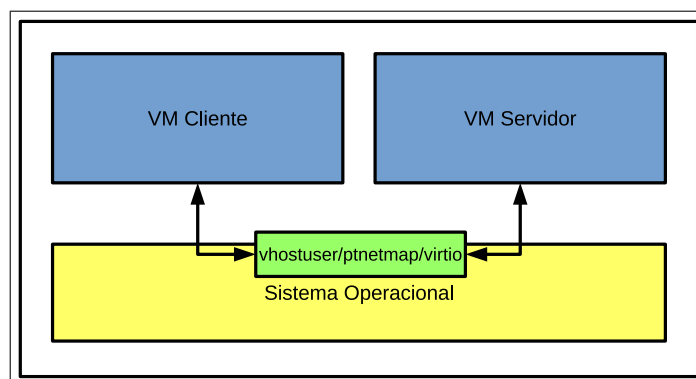 VM Cliente
VM Servidor
vhostuser/ptnetmap/virtio
Sistema Operacional